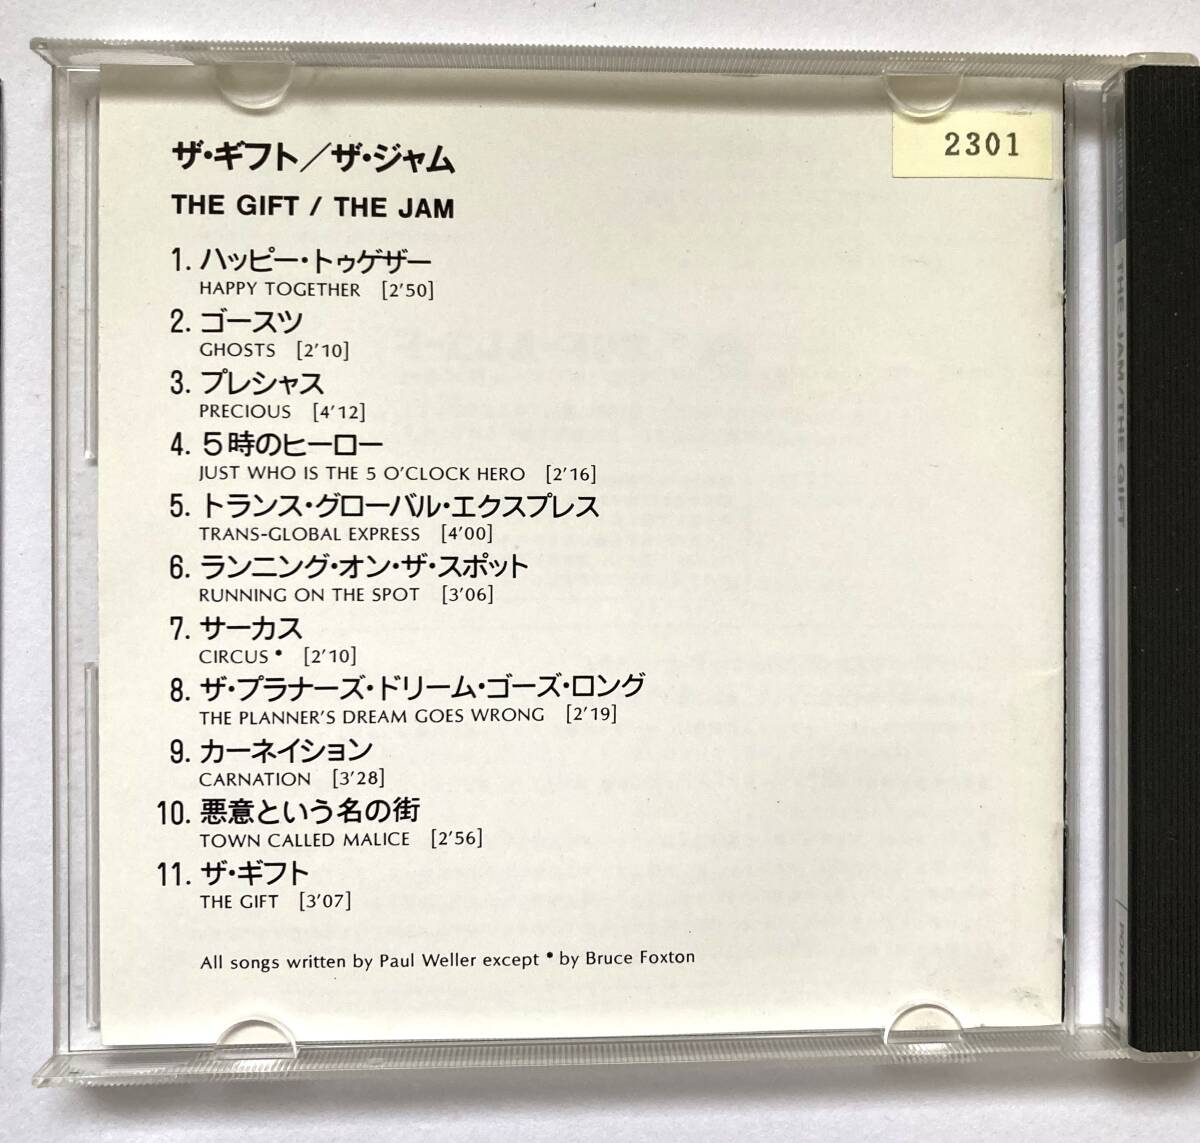 ザ・ギフト／ザ・ジャム
THE GIFT / THE JAM
2301
1. ハッピー・トゥゲザー
HAPPY TOGETHER [2'50]
2. ゴースツ
GHOSTS [2'10]
3. プレシャス
PRECIOUS [4'12]
4. 5時のヒーロー
JUST WHO IS THE 5 O'CLOCK HERO [2'16]
5. トランス・グローバル・エクスプレス
TRANS-GLOBAL EXPRESS [4'00]
6. ランニング・オン・ザ・スポット
RUNNING ON THE SPOT [3'06]
7. サーカス
CIRCUS• [2'10]
8. ザ・プラナーズ・ドリーム・ゴーズ・ロング
THE PLANNER'S DREAM GOES WRONG [2'19]
9. カーネイション
CARNATION [3'28]
10. 悪意という名の街
TOWN CALLED MALICE [2'56]
11. ザ・ギフト
THE GIFT [3'07]
All songs written by Paul Weller except • by Bruce Foxton
THE JAM/THE GIFT
POLYDOR